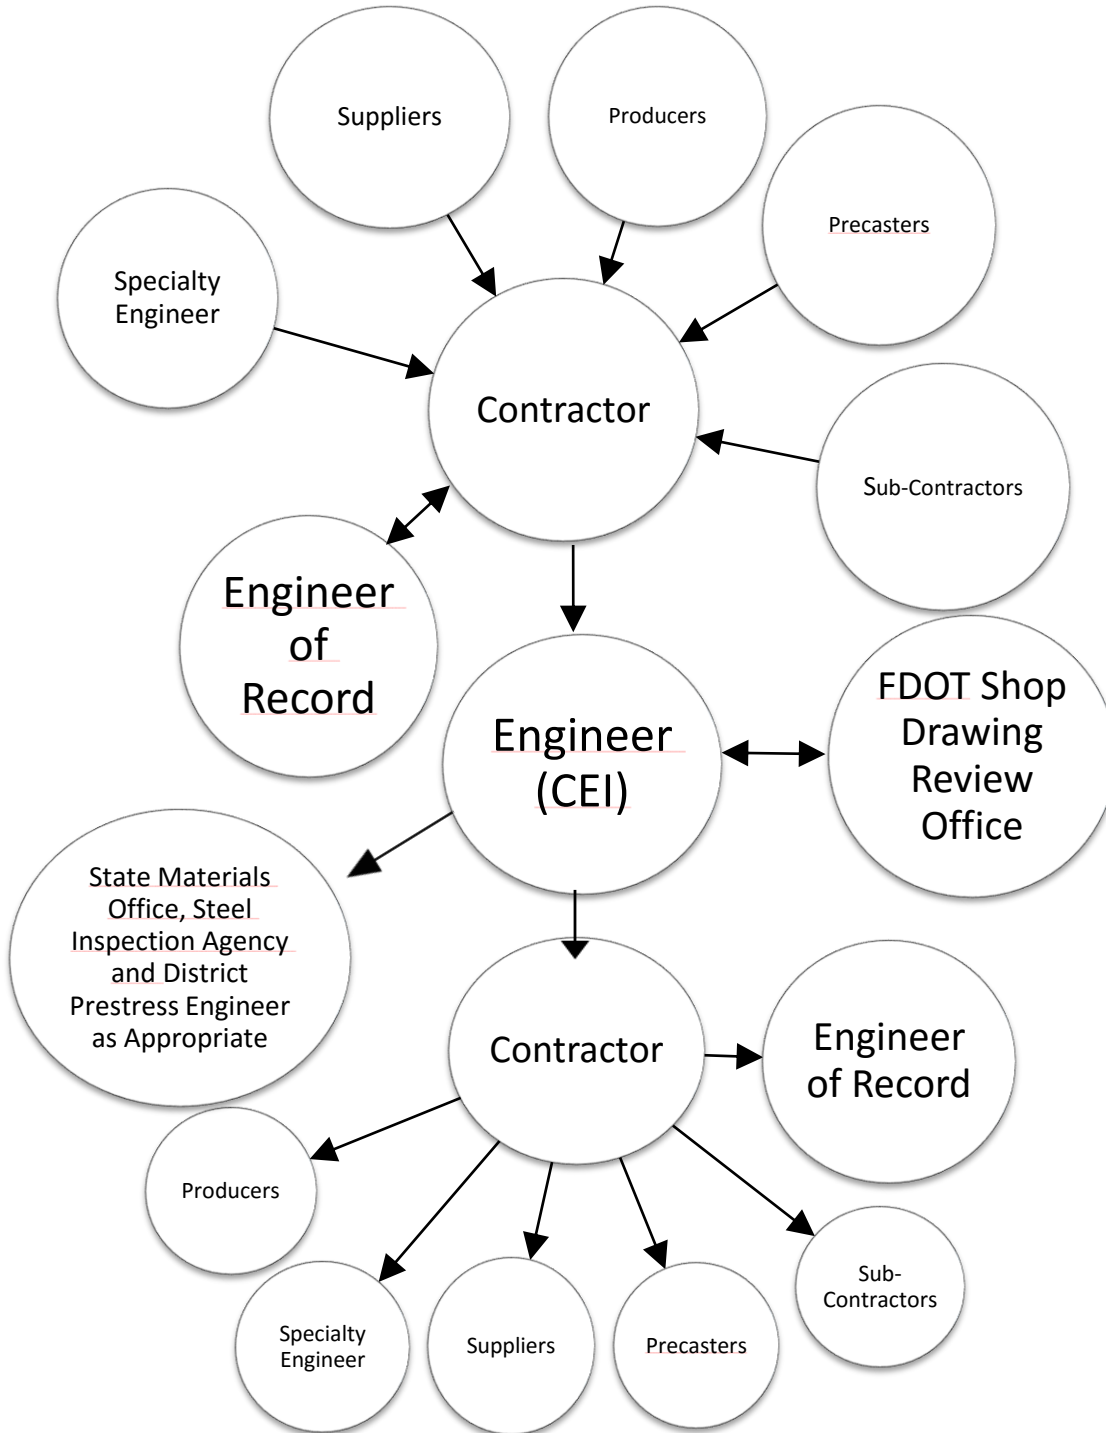 Suppliers
Producers
Precasters
Specialty
Engineer
Contractor
Sub-Contractors
Engineer
of
Record
Engineer
(CEI)
FDOT Shop
Drawing
Review
Office
State Materials
Office, Steel
Inspection Agency
and District
Prestress Engineer
as Appropriate
Contractor
Engineer
of Record
Producers
Specialty
Engineer
Suppliers
Precasters
Sub-
Contractors